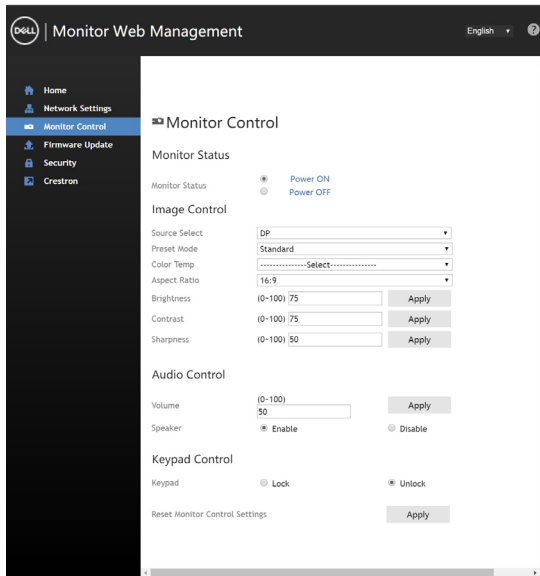 DELL | Monitor Web Management
English ▼ ?
Home
Network Settings
Monitor Control
Firmware Update
Security
Crestron
Monitor Control
Monitor Status
Monitor Status Power ON
Power OFF
Image Control
Source Select DP
Preset Mode Standard
Color Temp ---------------Select---------------
Aspect Ratio 16:9
Brightness (0~100) 75 Apply
Contrast (0~100) 75 Apply
Sharpness (0~100) 50 Apply
Audio Control
(0~100)
Volume 50 Apply
Speaker Enable Disable
Keypad Control
Keypad Lock Unlock
Reset Monitor Control Settings Apply